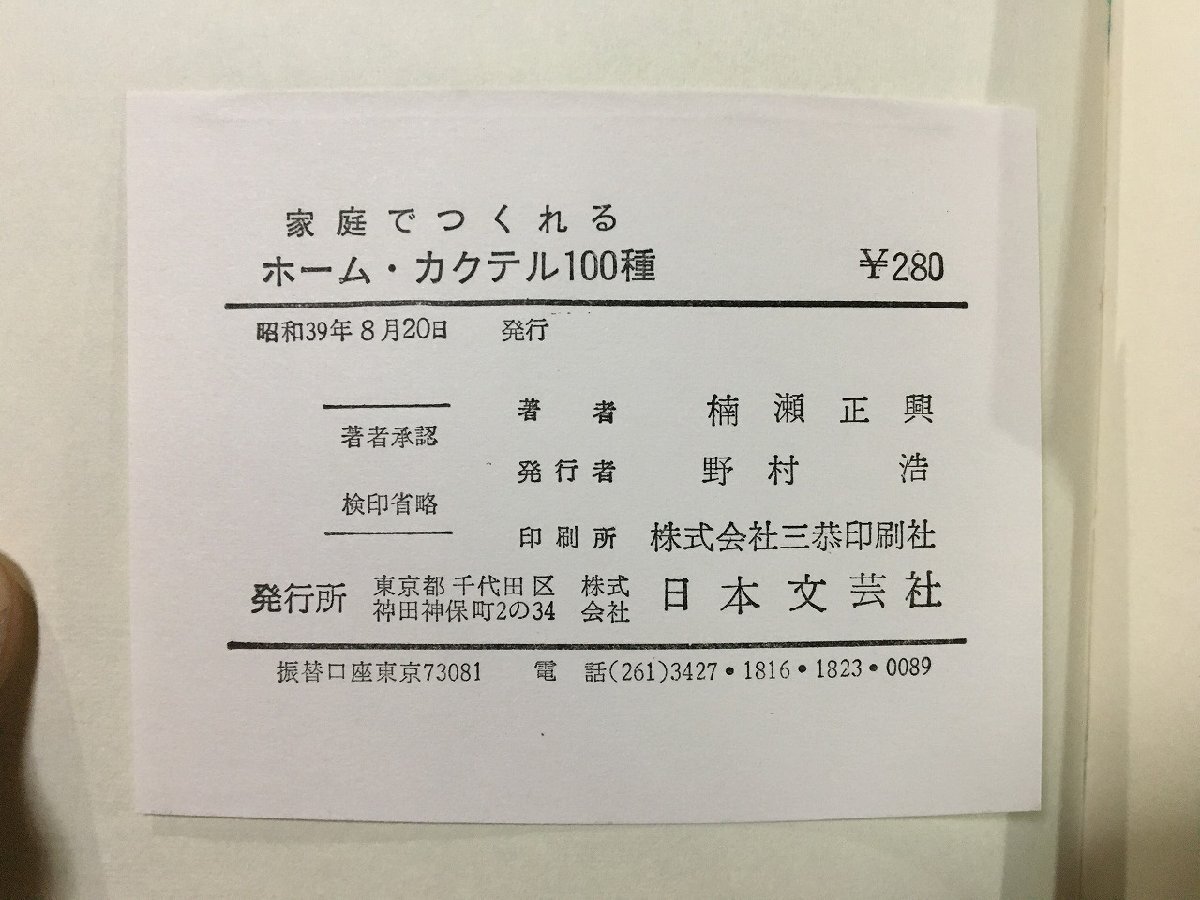 家庭でつくれる
ホーム・カクテル100種 ¥280
昭和39年8月20日 発行
著者承認
検印省略
著者 楠瀬正興
発行者 野村浩
印刷所 株式会社三恭印刷社
発行所 東京都千代田区神田神保町2の34 株式会社 日本文芸社
振替口座東京73081 電話(261)3427・1816・1823・0089